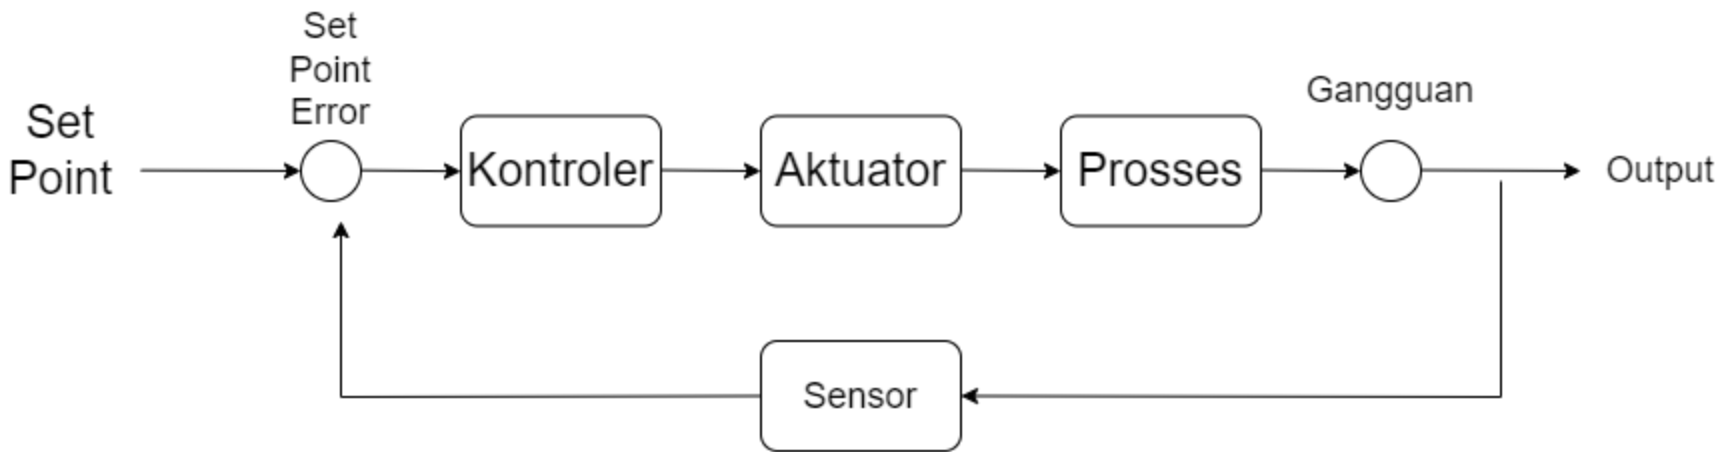 Set
Point
Set
Point
Error
Kontroler
Aktuator
Prosses
Gangguan
Output
Sensor